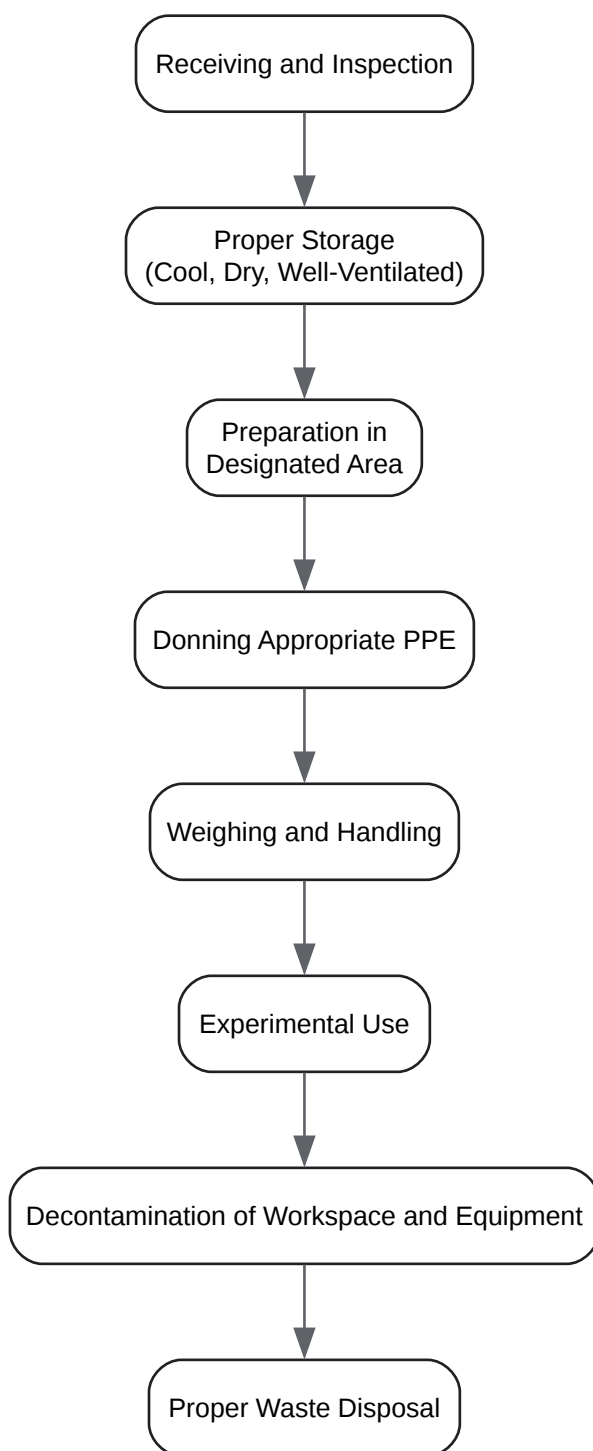 Receiving and Inspection
Proper Storage
(Cool, Dry, Well-Ventilated)
Preparation in
Designated Area
Donning Appropriate PPE
Weighing and Handling
Experimental Use
Decontamination of Workspace and Equipment
Proper Waste Disposal